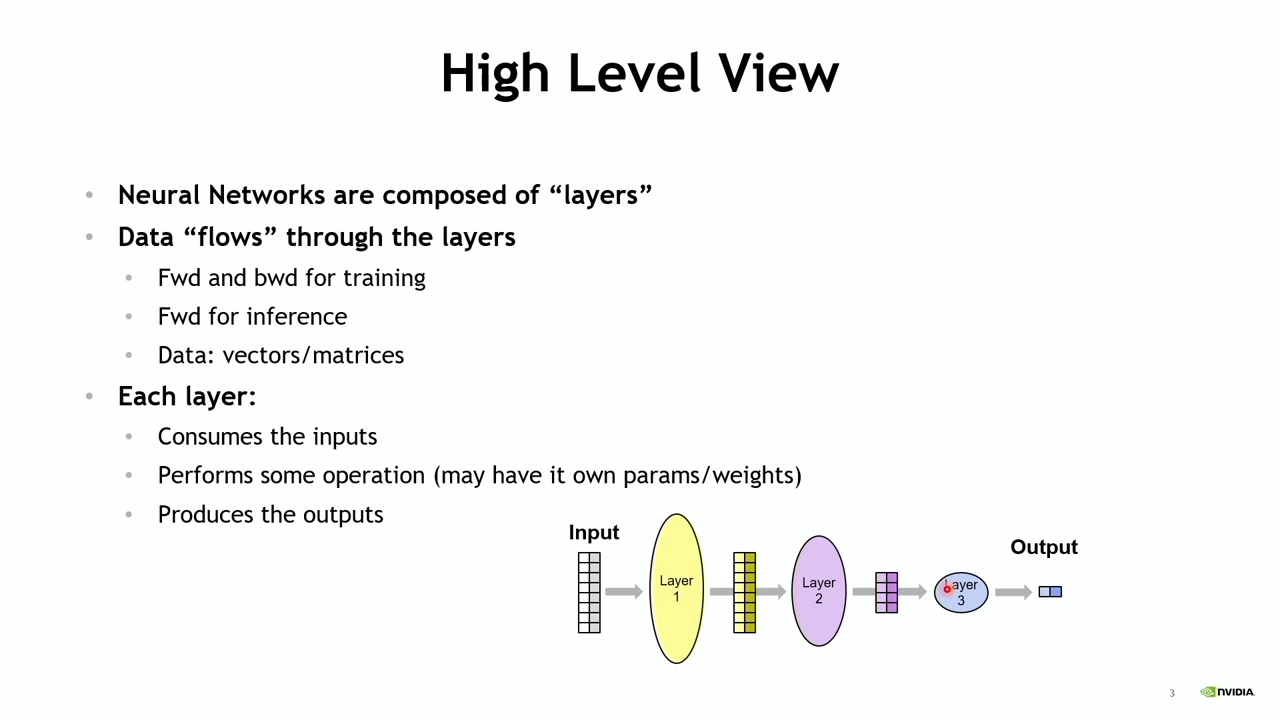 High Level View
• Neural Networks are composed of “layers”
• Data “flows” through the layers
• Fwd and bwd for training
• Fwd for inference
• Data: vectors/matrices
• Each layer:
• Consumes the inputs
• Performs some operation (may have it own params/weights)
• Produces the outputs
Input
Layer
1
Layer
2
Layer
3
Output
3
NVIDIA.